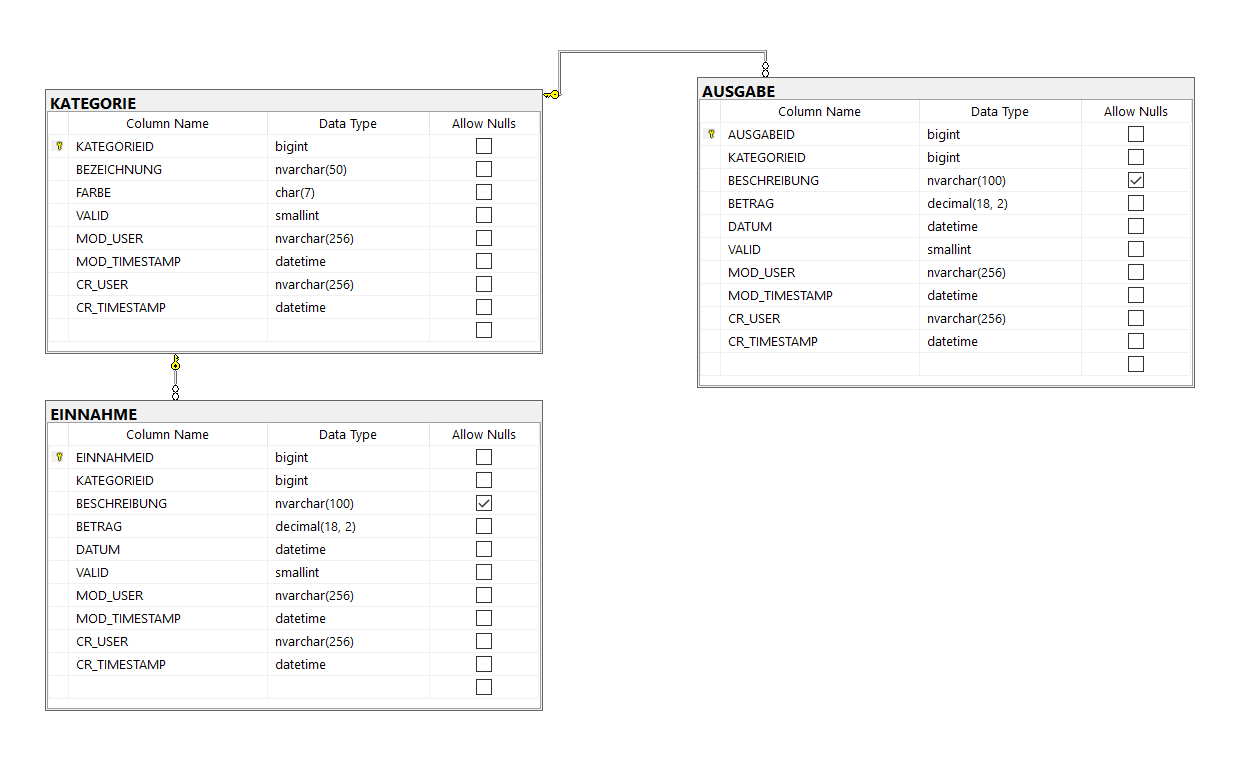 KATEGORIE
Column Name Data Type Allow Nulls
KATEGORIEID bigint
BEZEICHNUNG nvarchar(50)
FARBE char(7)
VALID smallint
MOD_USER nvarchar(256)
MOD_TIMESTAMP datetime
CR_USER nvarchar(256)
CR_TIMESTAMP datetime
AUSGABE
Column Name Data Type Allow Nulls
AUSGABEID bigint
KATEGORIEID bigint
BESCHREIBUNG nvarchar(100)
BETRAG decimal(18, 2)
DATUM datetime
VALID smallint
MOD_USER nvarchar(256)
MOD_TIMESTAMP datetime
CR_USER nvarchar(256)
CR_TIMESTAMP datetime
EINNAHME
Column Name Data Type Allow Nulls
EINNAHMEID bigint
KATEGORIEID bigint
BESCHREIBUNG nvarchar(100)
BETRAG decimal(18, 2)
DATUM datetime
VALID smallint
MOD_USER nvarchar(256)
MOD_TIMESTAMP datetime
CR_USER nvarchar(256)
CR_TIMESTAMP datetime